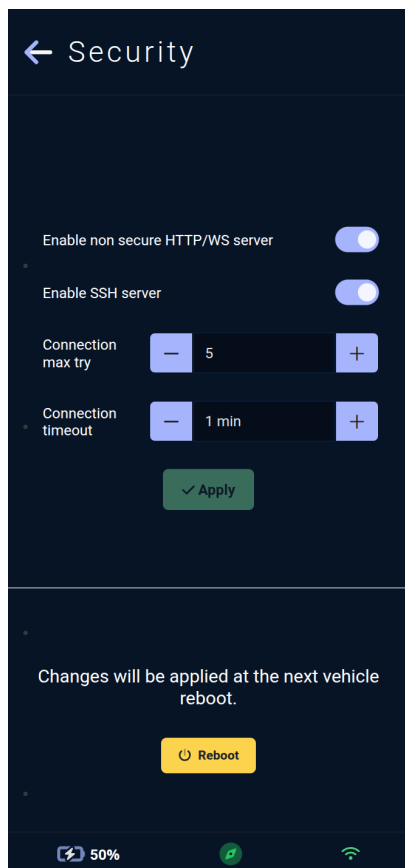 Security
Enable non secure HTTP/WS server
Enable SSH server
Connection
max try
5
Connection
timeout
1 min
Apply
Changes will be applied at the next vehicle
reboot.
Reboot
50%